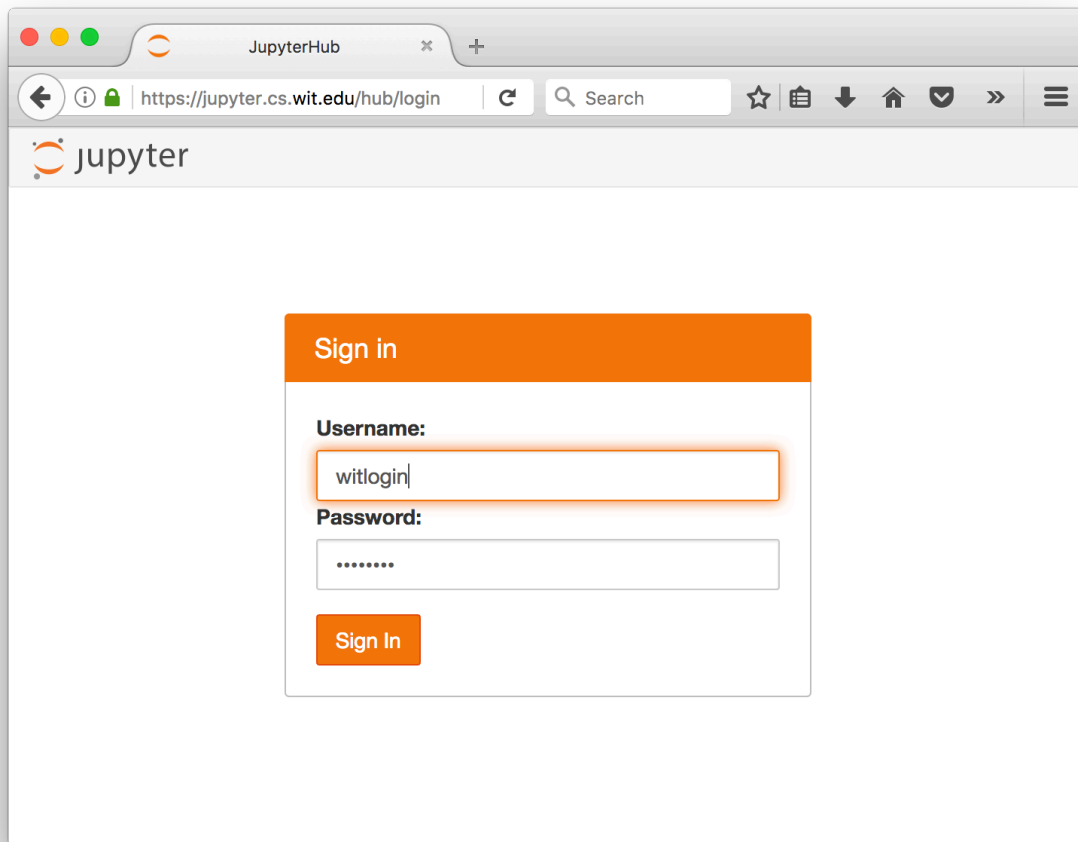 JupyterHub
https://jupyter.cs.wit.edu/hub/login
Search
jupyter
Sign in
Username:
witlogin
Password:
••••••••
Sign In